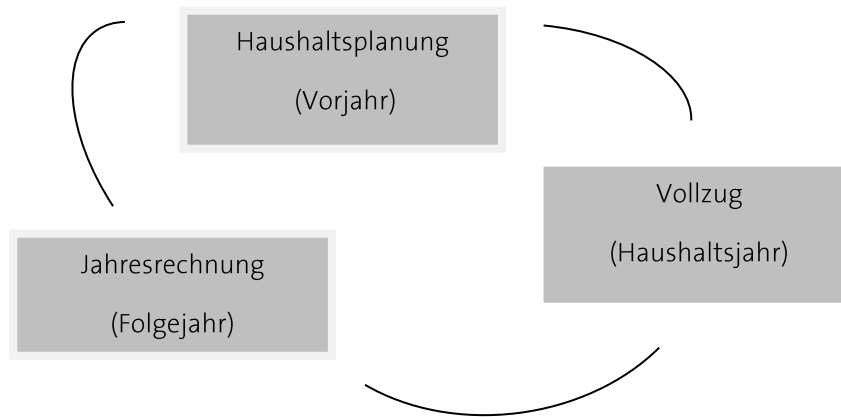 Haushaltsplanung
(Vorjahr)
Vollzug
(Haushaltsjahr)
Jahresrechnung
(Folgejahr)